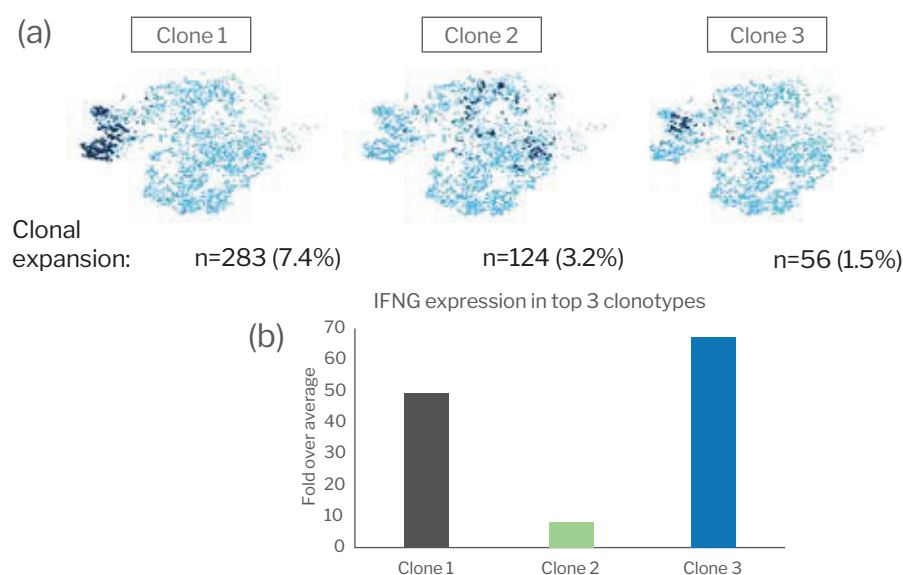 (a)
Clone 1
Clone 2
Clone 3
Clonal
expansion:
n=283 (7.4%)
n=124 (3.2%)
n=56 (1.5%)
(b)
IFNG expression in top 3 clonotypes
Fold over average
70
60
50
40
30
20
10
0
Clone 1
Clone 2
Clone 3